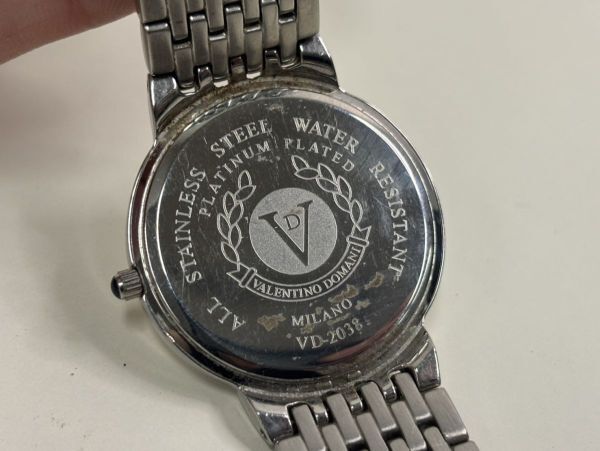 ALL STAINLESS STEEL WATER RESISTANT
PLATINUM PLATED
VD
VALENTINO DOMANI
MILANO
VD-2038